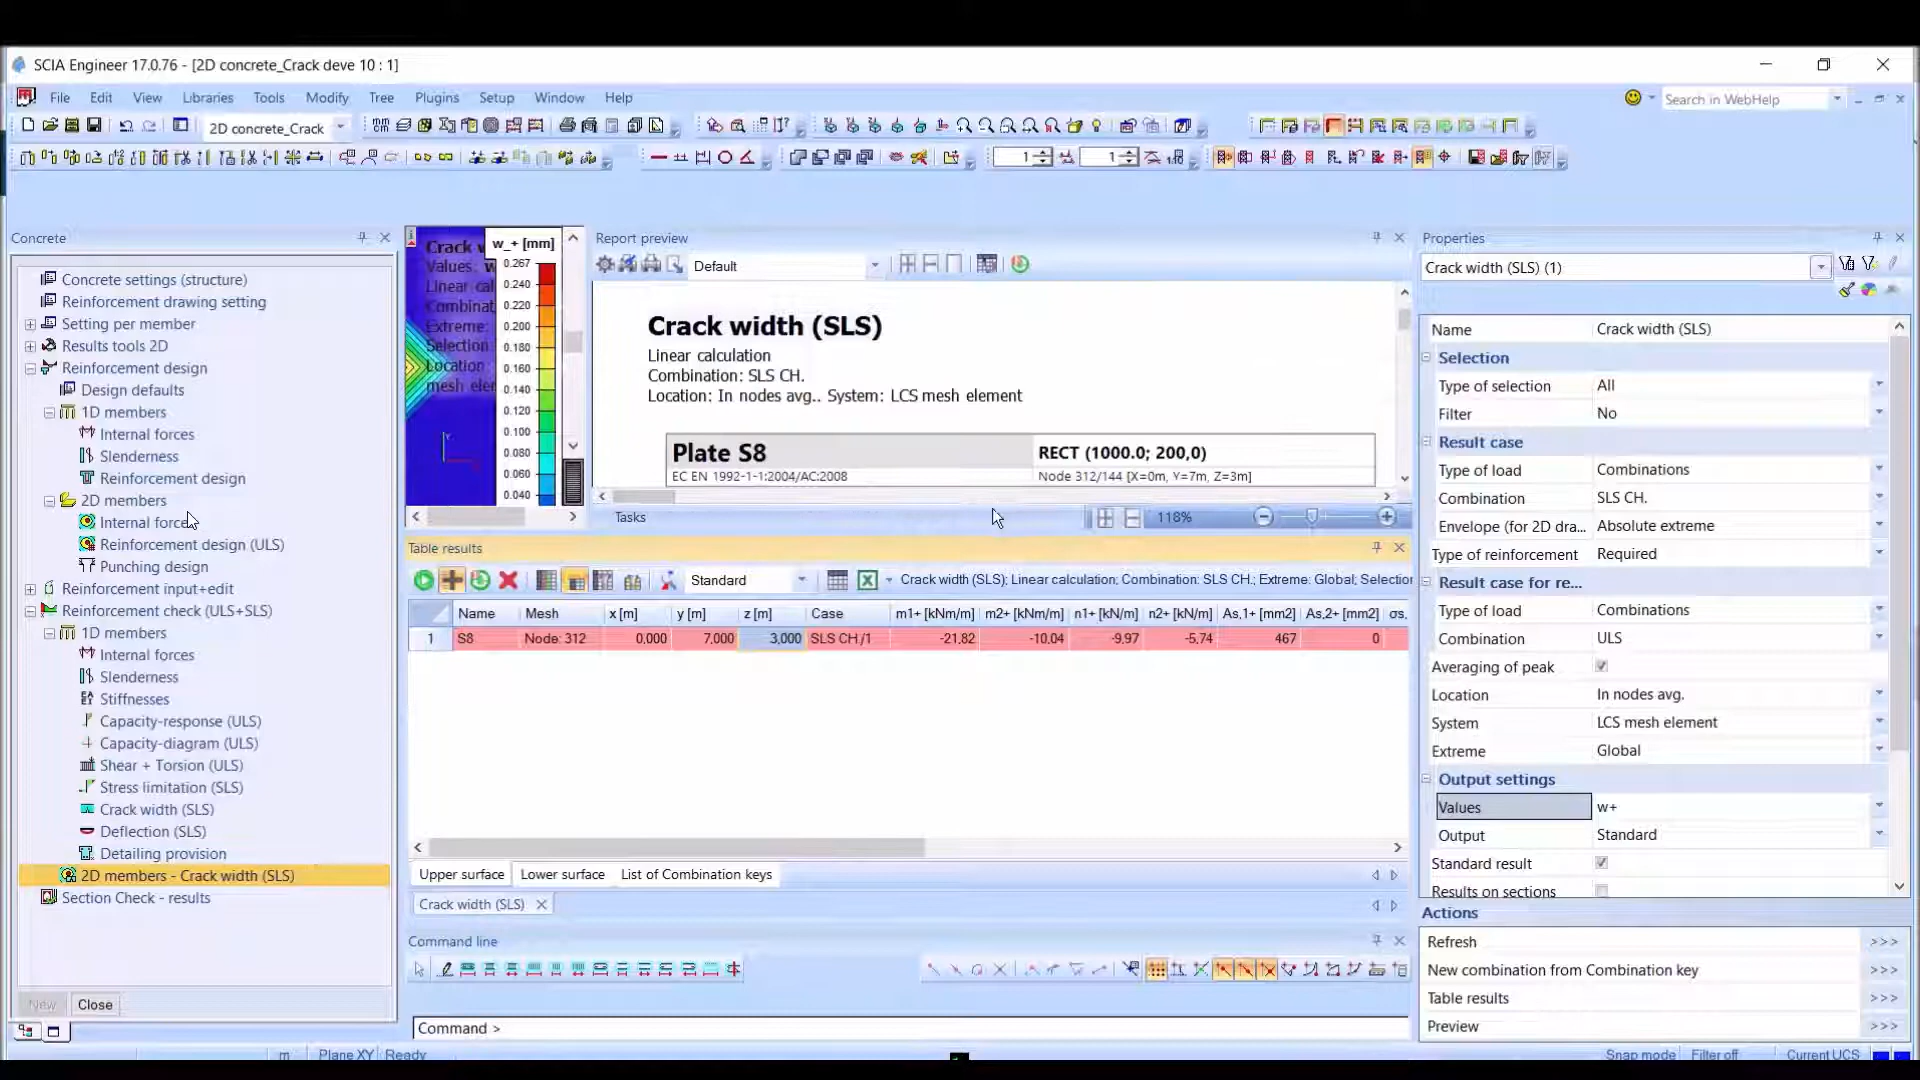 SCIA Engineer 17.0.76 - [2D concrete_Crack deve 10 : 1]
File Edit View Libraries Tools Modify Tree Plugins Setup Window Help
Search in WebHelp
2D concrete_Crack
1 1
Concrete
Concrete settings (structure)
Reinforcement drawing setting
Setting per member
Results tools 2D
Reinforcement design
Design defaults
1D members
Internal forces
Slenderness
Reinforcement design
2D members
Internal forces
Reinforcement design (ULS)
Punching design
Reinforcement input+edit
Reinforcement check (ULS+SLS)
1D members
Internal forces
Slenderness
Stiffnesses
Capacity-response (ULS)
Capacity-diagram (ULS)
Shear + Torsion (ULS)
Stress limitation (SLS)
Crack width (SLS)
Deflection (SLS)
Detailing provision
2D members - Crack width (SLS)
Section Check - results
New Close
Crack w
Values: w
Linear cal
Combinat
Extreme:
Selection
Location
mesh eler
w_+ [mm]
0.267
0.240
0.220
0.200
0.180
0.160
0.140
0.120
0.100
0.080
0.060
0.040
Report preview
Default
Crack width (SLS)
Linear calculation
Combination: SLS CH.
Location: In nodes avg.. System: LCS mesh element
Plate S8 RECT (1000.0; 200,0)
EC EN 1992-1-1:2004/AC:2008 Node 312/144 [X=0m, Y=7m, Z=3m]
Tasks 118%
Table results
Standard Crack width (SLS); Linear calculation; Combination: SLS CH.; Extreme: Global; Selectior
Name Mesh x [m] y [m] z [m] Case m1+ [kNm/m] m2+ [kNm/m] n1+ [kN/m] n2+ [kN/m] As,1+ [mm2] As,2+ [mm2] σs.
1 S8 Node: 312 0,000 7,000 3,000 SLS CH./1 -21,82 -10,04 -9,97 -5,74 467 0
Upper surface Lower surface List of Combination keys
Crack width (SLS)
Command line
Command >
Properties
Crack width (SLS) (1)
Name Crack width (SLS)
Selection
Type of selection All
Filter No
Result case
Type of load Combinations
Combination SLS CH.
Envelope (for 2D dra... Absolute extreme
Type of reinforcement Required
Result case for re...
Type of load Combinations
Combination ULS
Averaging of peak
Location In nodes avg.
System LCS mesh element
Extreme Global
Output settings
Values w+
Output Standard
Standard result
Results on sections
Actions
Refresh >>>
New combination from Combination key >>>
Table results >>>
Preview >>>
m Plane XY Ready Snap mode Filter off Current UCS